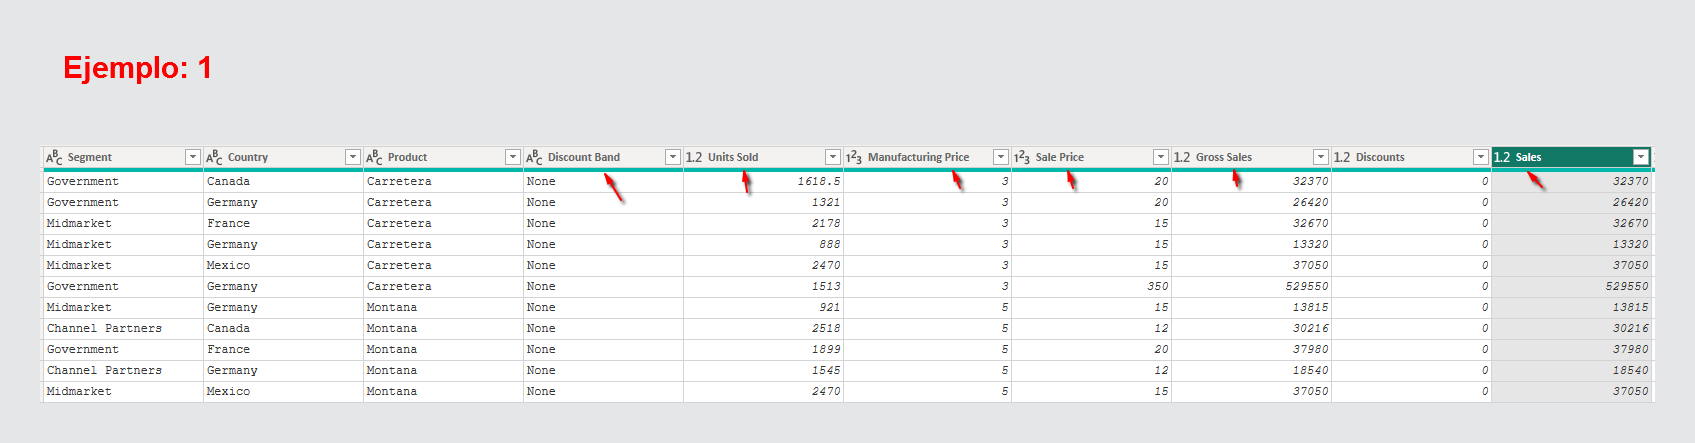 Ejemplo: 1
ABC Segment ABC Country ABC Product ABC Discount Band 1.2 Units Sold 123 Manufacturing Price 123 Sale Price 1.2 Gross Sales 1.2 Discounts 1.2 Sales
Government Canada Carretera None 1618.5 3 20 32370 0 32370
Government Germany Carretera None 1321 3 20 26420 0 26420
Midmarket France Carretera None 2178 3 15 32670 0 32670
Midmarket Germany Carretera None 888 3 15 13320 0 13320
Midmarket Mexico Carretera None 2470 3 15 37050 0 37050
Government Germany Carretera None 1513 3 350 529550 0 529550
Midmarket Germany Montana None 921 5 15 13815 0 13815
Channel Partners Canada Montana None 2518 5 12 30216 0 30216
Government France Montana None 1899 5 20 37980 0 37980
Channel Partners Germany Montana None 1545 5 12 18540 0 18540
Midmarket Mexico Montana None 2470 5 15 37050 0 37050